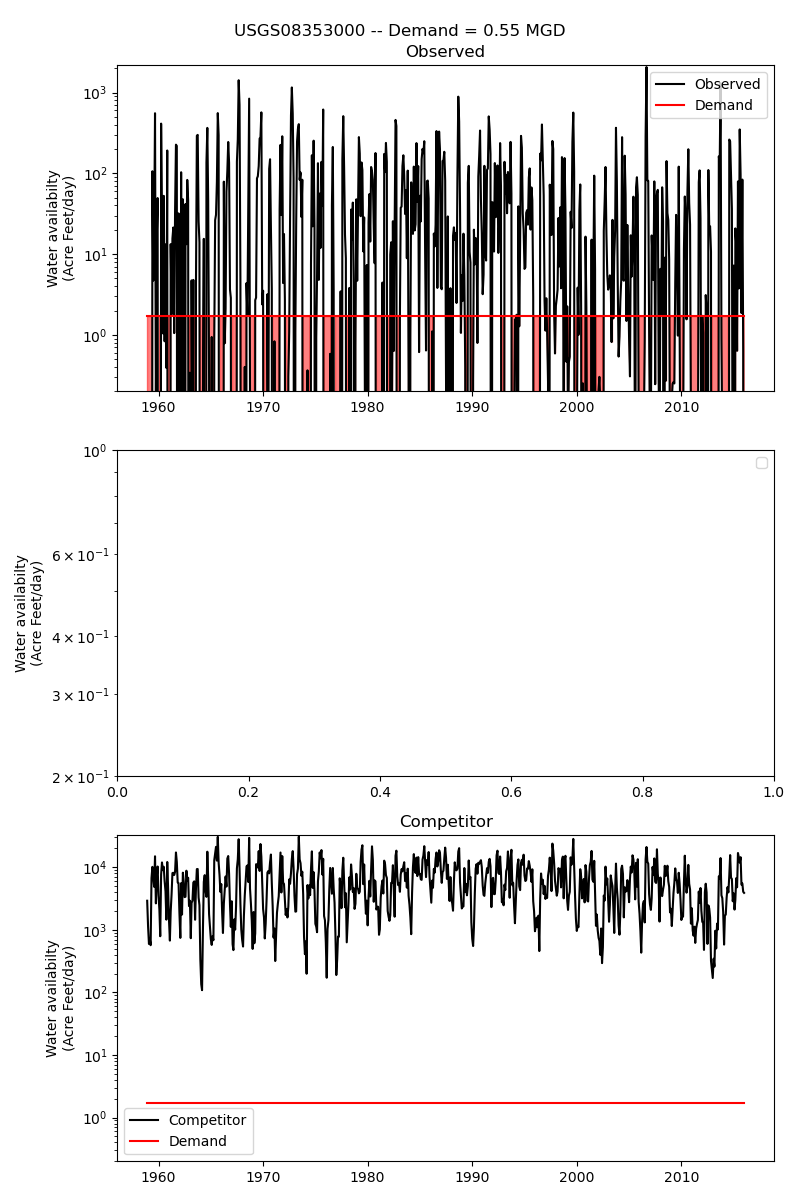 USGS08353000 -- Demand = 0.55 MGD
Observed
Water availabilty
(Acre Feet/day)
10³
10²
10¹
10⁰
Observed
Demand
1960 1970 1980 1990 2000 2010
Water availabilty
(Acre Feet/day)
10⁰
6 × 10⁻¹
4 × 10⁻¹
3 × 10⁻¹
2 × 10⁻¹
0.0 0.2 0.4 0.6 0.8 1.0
Competitor
Water availabilty
(Acre Feet/day)
10⁴
10³
10²
10¹
10⁰
Competitor
Demand
1960 1970 1980 1990 2000 2010